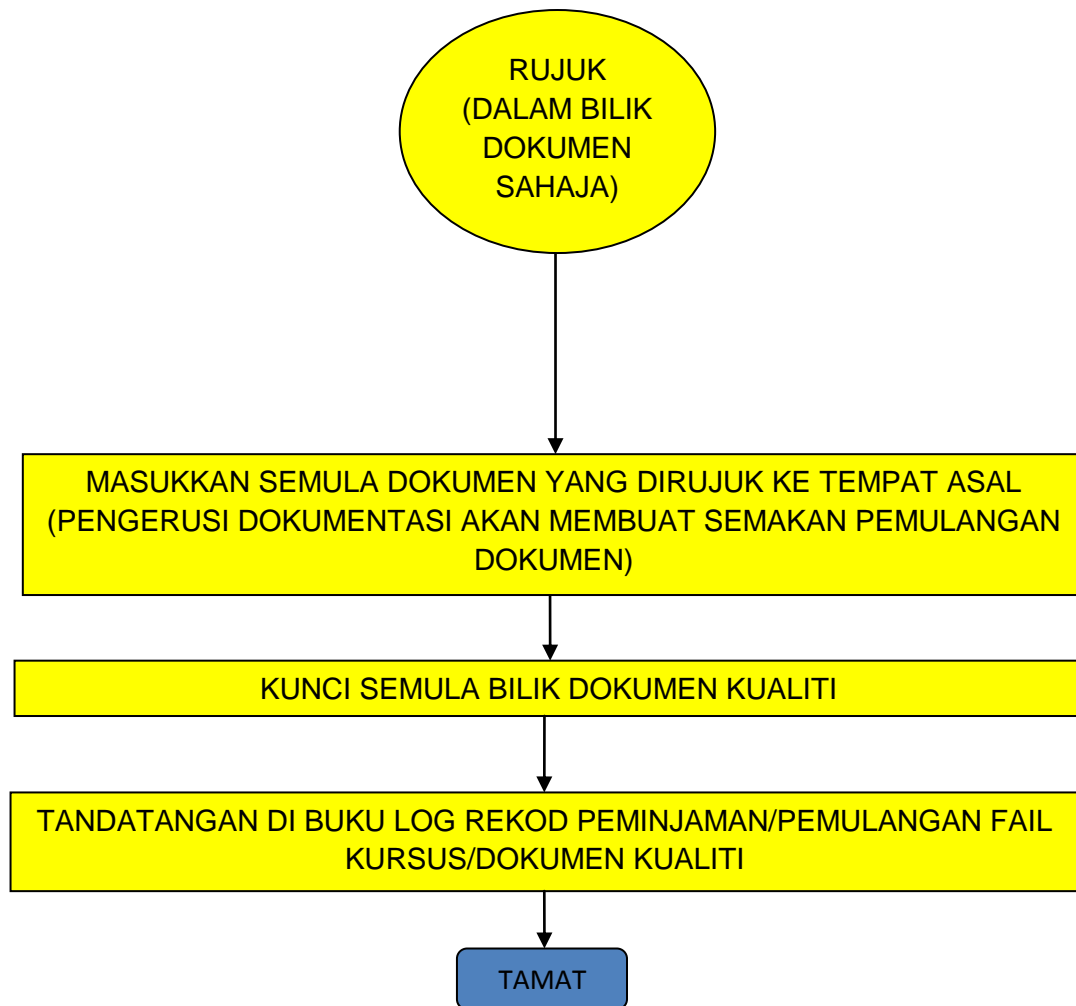 RUJUK
(DALAM BILIK
DOKUMEN
SAHAJA)
MASUKKAN SEMULA DOKUMEN YANG DIRUJUK KE TEMPAT ASAL
(PENGERUSI DOKUMENTASI AKAN MEMBUAT SEMAKAN PEMULANGAN
DOKUMEN)
KUNCI SEMULA BILIK DOKUMEN KUALITI
TANDATANGAN DI BUKU LOG REKOD PEMINJAMAN/PEMULANGAN FAIL
KURSUS/DOKUMEN KUALITI
TAMAT